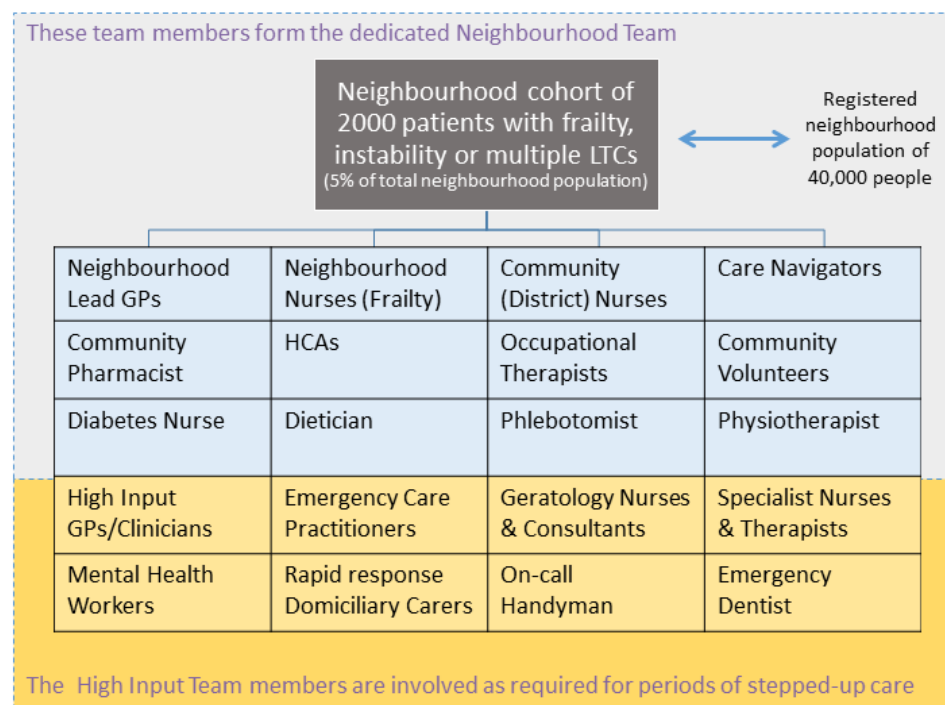 These team members form the dedicated Neighbourhood Team
Neighbourhood cohort of
2000 patients with frailty,
instability or multiple LTCs
(5% of total neighbourhood population)
Registered
neighbourhood
population of
40,000 people
Neighbourhood
Lead GPs
Neighbourhood
Nurses (Frailty)
Community
(District) Nurses
Care Navigators
Community
Pharmacist
HCAs
Occupational
Therapists
Community
Volunteers
Diabetes Nurse
Dietician
Phlebotomist
Physiotherapist
High Input
GPs/Clinicians
Emergency Care
Practitioners
Geratology Nurses
& Consultants
Specialist Nurses
& Therapists
Mental Health
Workers
Rapid response
Domiciliary Carers
On-call
Handyman
Emergency
Dentist
The High Input Team members are involved as required for periods of stepped-up care